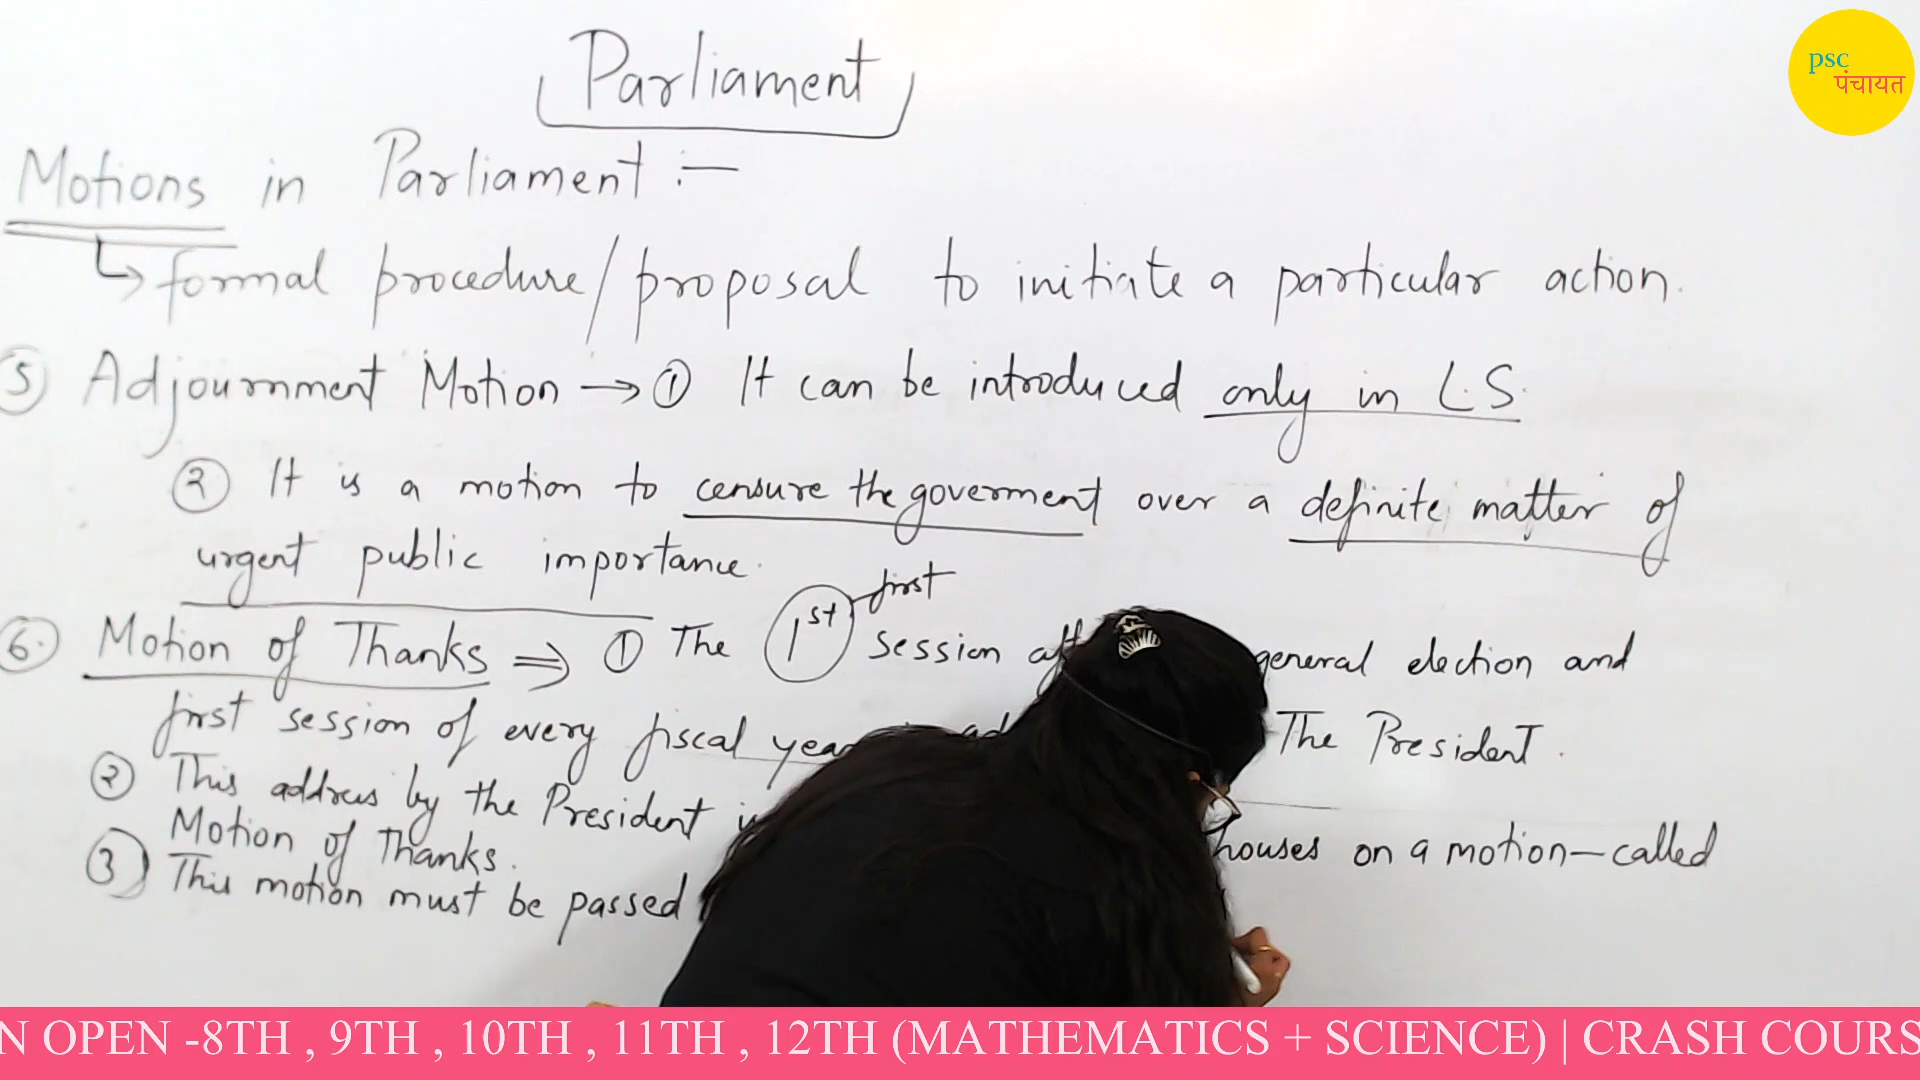 Parliament
psc
पंचायत
Motions in Parliament :-
↳ formal procedure/proposal to initiate a particular action.
5 Adjournment Motion → ① It can be introduced only in L.S.
② It is a motion to censure the goverment over a definite matter of
urgent public importance.
first
6. Motion of Thanks ⇒ ① The 1st session general election and
first session of every fiscal The President.
② This address by the President houses on a motion-called
Motion of Thanks.
③ This motion must be passed
N OPEN -8TH , 9TH , 10TH , 11TH , 12TH (MATHEMATICS + SCIENCE) | CRASH COURS